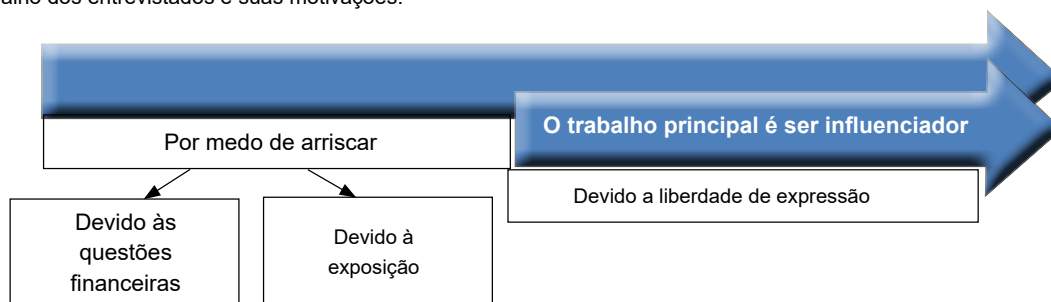 dos entrevistados e suas motivações.
O trabalho principal é ser influenciador
Por medo de arriscar
Devido a liberdade de expressão
Devido às
questões
financeiras
Devido à
exposição